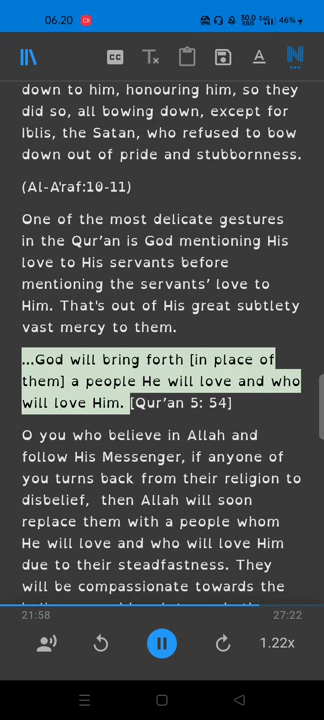 06.20
30.0 KB/S
46%
CC
down to him, honouring him, so they
did so, all bowing down, except for
Iblis, the Satan, who refused to bow
down out of pride and stubbornness.
(Al-A'raf:10-11)
One of the most delicate gestures
in the Qur’an is God mentioning His
love to His servants before
mentioning the servants’ love to
Him. That's out of His great subtlety
vast mercy to them.
...God will bring forth [in place of
them] a people He will love and who
will love Him. [Qur’an 5: 54]
O you who believe in Allah and
follow His Messenger, if anyone of
you turns back from their religion to
disbelief, then Allah will soon
replace them with a people whom
He will love and who will love Him
due to their steadfastness. They
will be compassionate towards the
21:58
27:22
1.22x